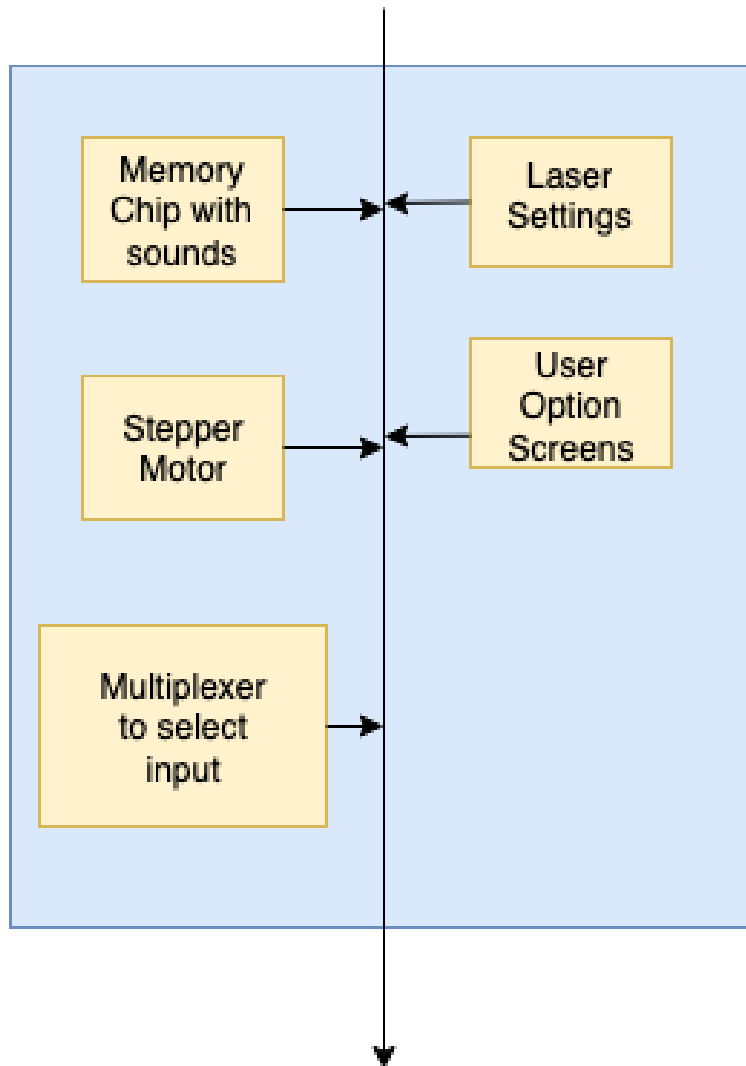 Memory
Chip with
sounds
Laser
Settings
Stepper
Motor
User
Option
Screens
Multiplexer
to select
input